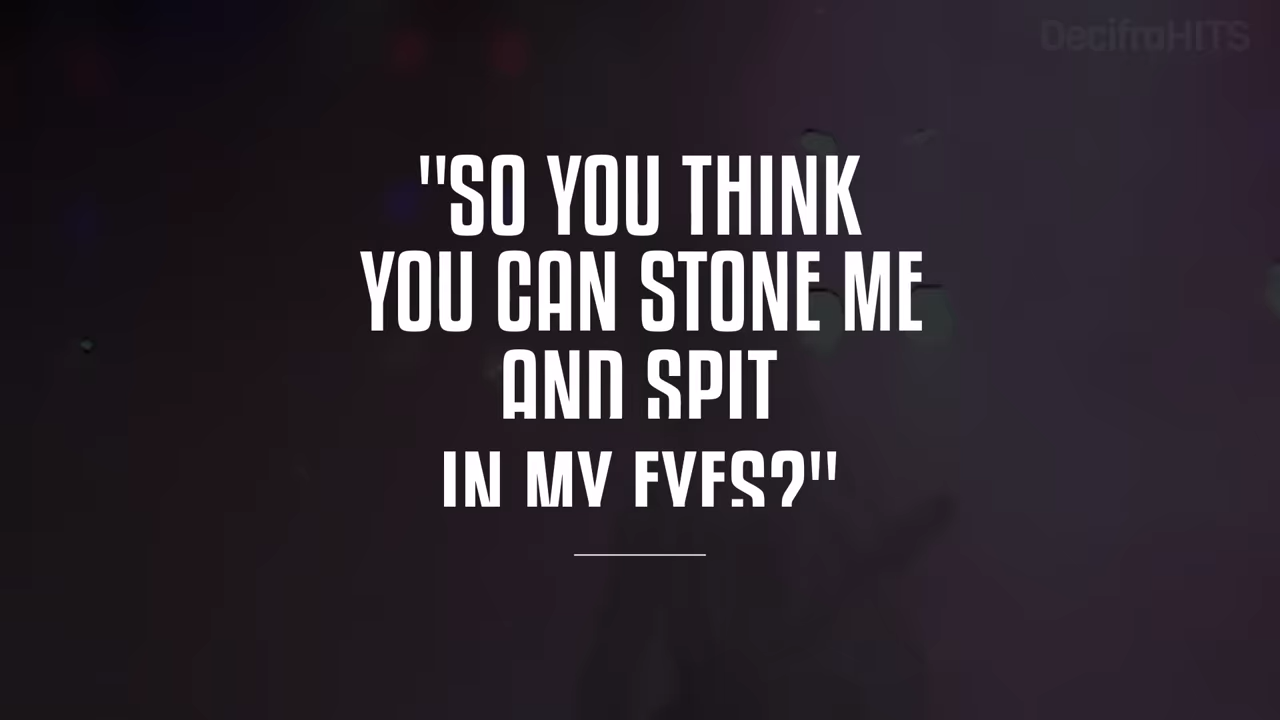 DecifraHITS
"SO YOU THINK
YOU CAN STONE ME
AND SPIT
IN MY EYES?"